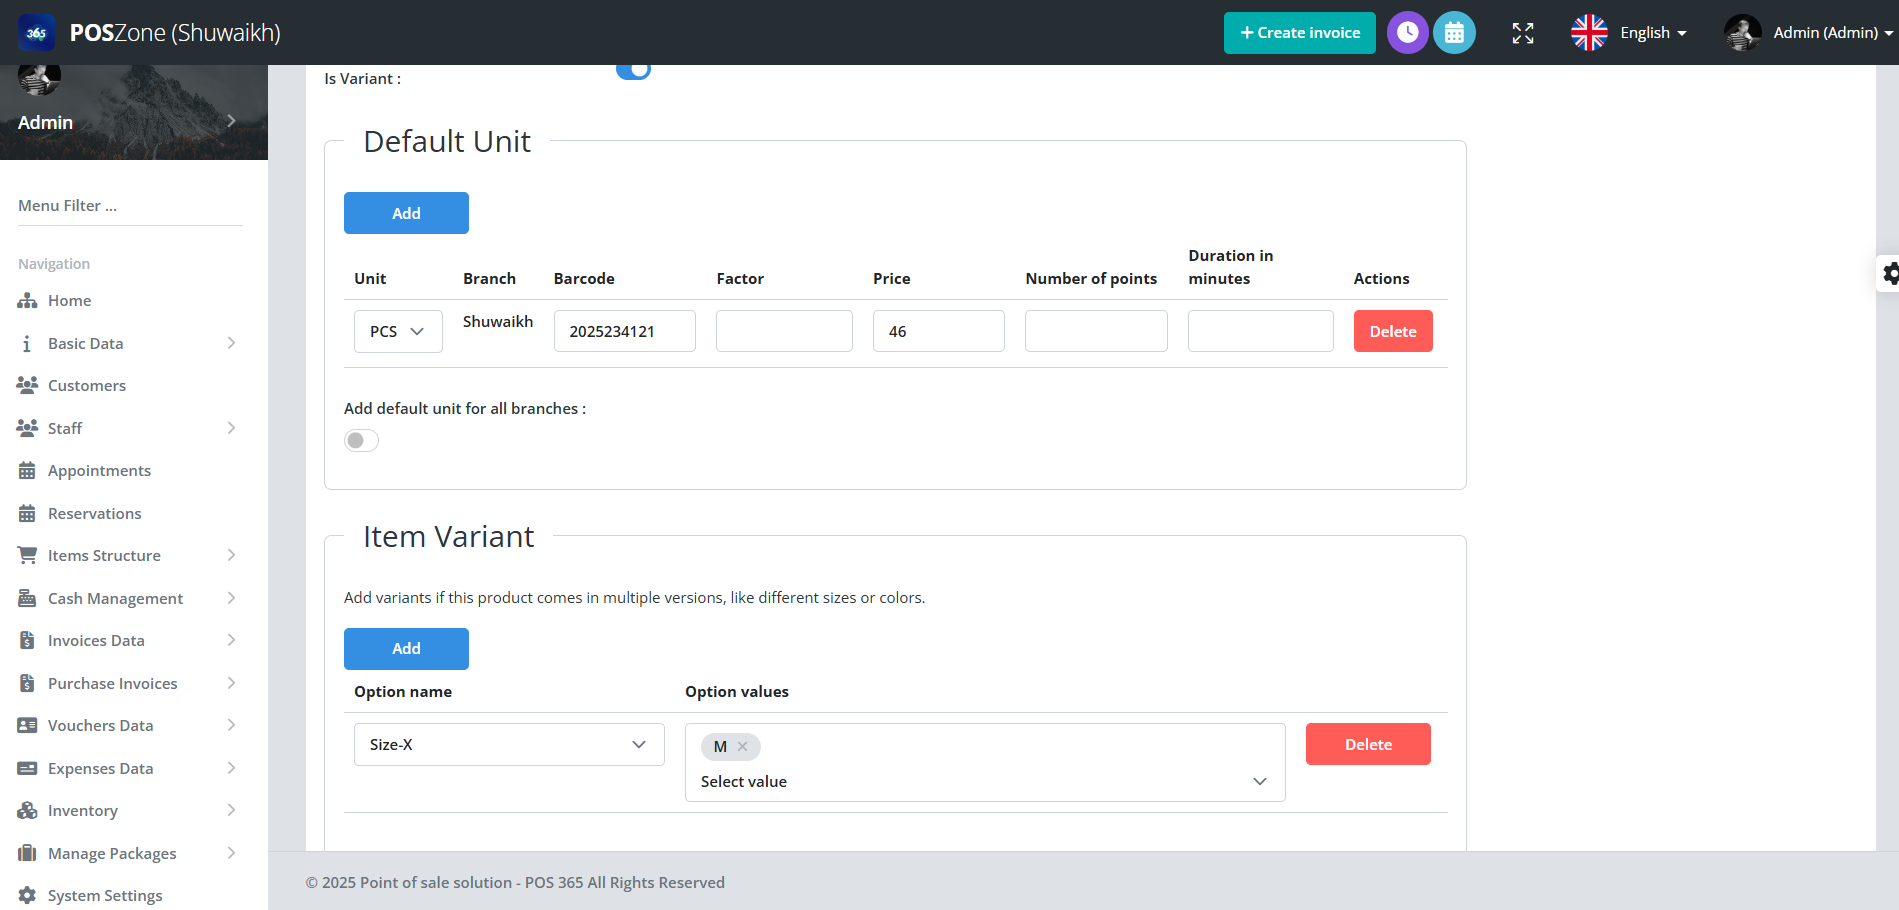 365 POSZone (Shuwaikh)
+ Create invoice
English
Admin (Admin)
Admin
Menu Filter ...
Navigation
Home
Basic Data
Customers
Staff
Appointments
Reservations
Items Structure
Cash Management
Invoices Data
Purchase Invoices
Vouchers Data
Expenses Data
Inventory
Manage Packages
System Settings
Is Variant :
Default Unit
Add
Unit Branch Barcode Factor Price Number of points Duration in minutes Actions
PCS Shuwaikh 2025234121 46 Delete
Add default unit for all branches :
Item Variant
Add variants if this product comes in multiple versions, like different sizes or colors.
Add
Option name Option values
Size-X M × Delete
Select value
© 2025 Point of sale solution - POS 365 All Rights Reserved